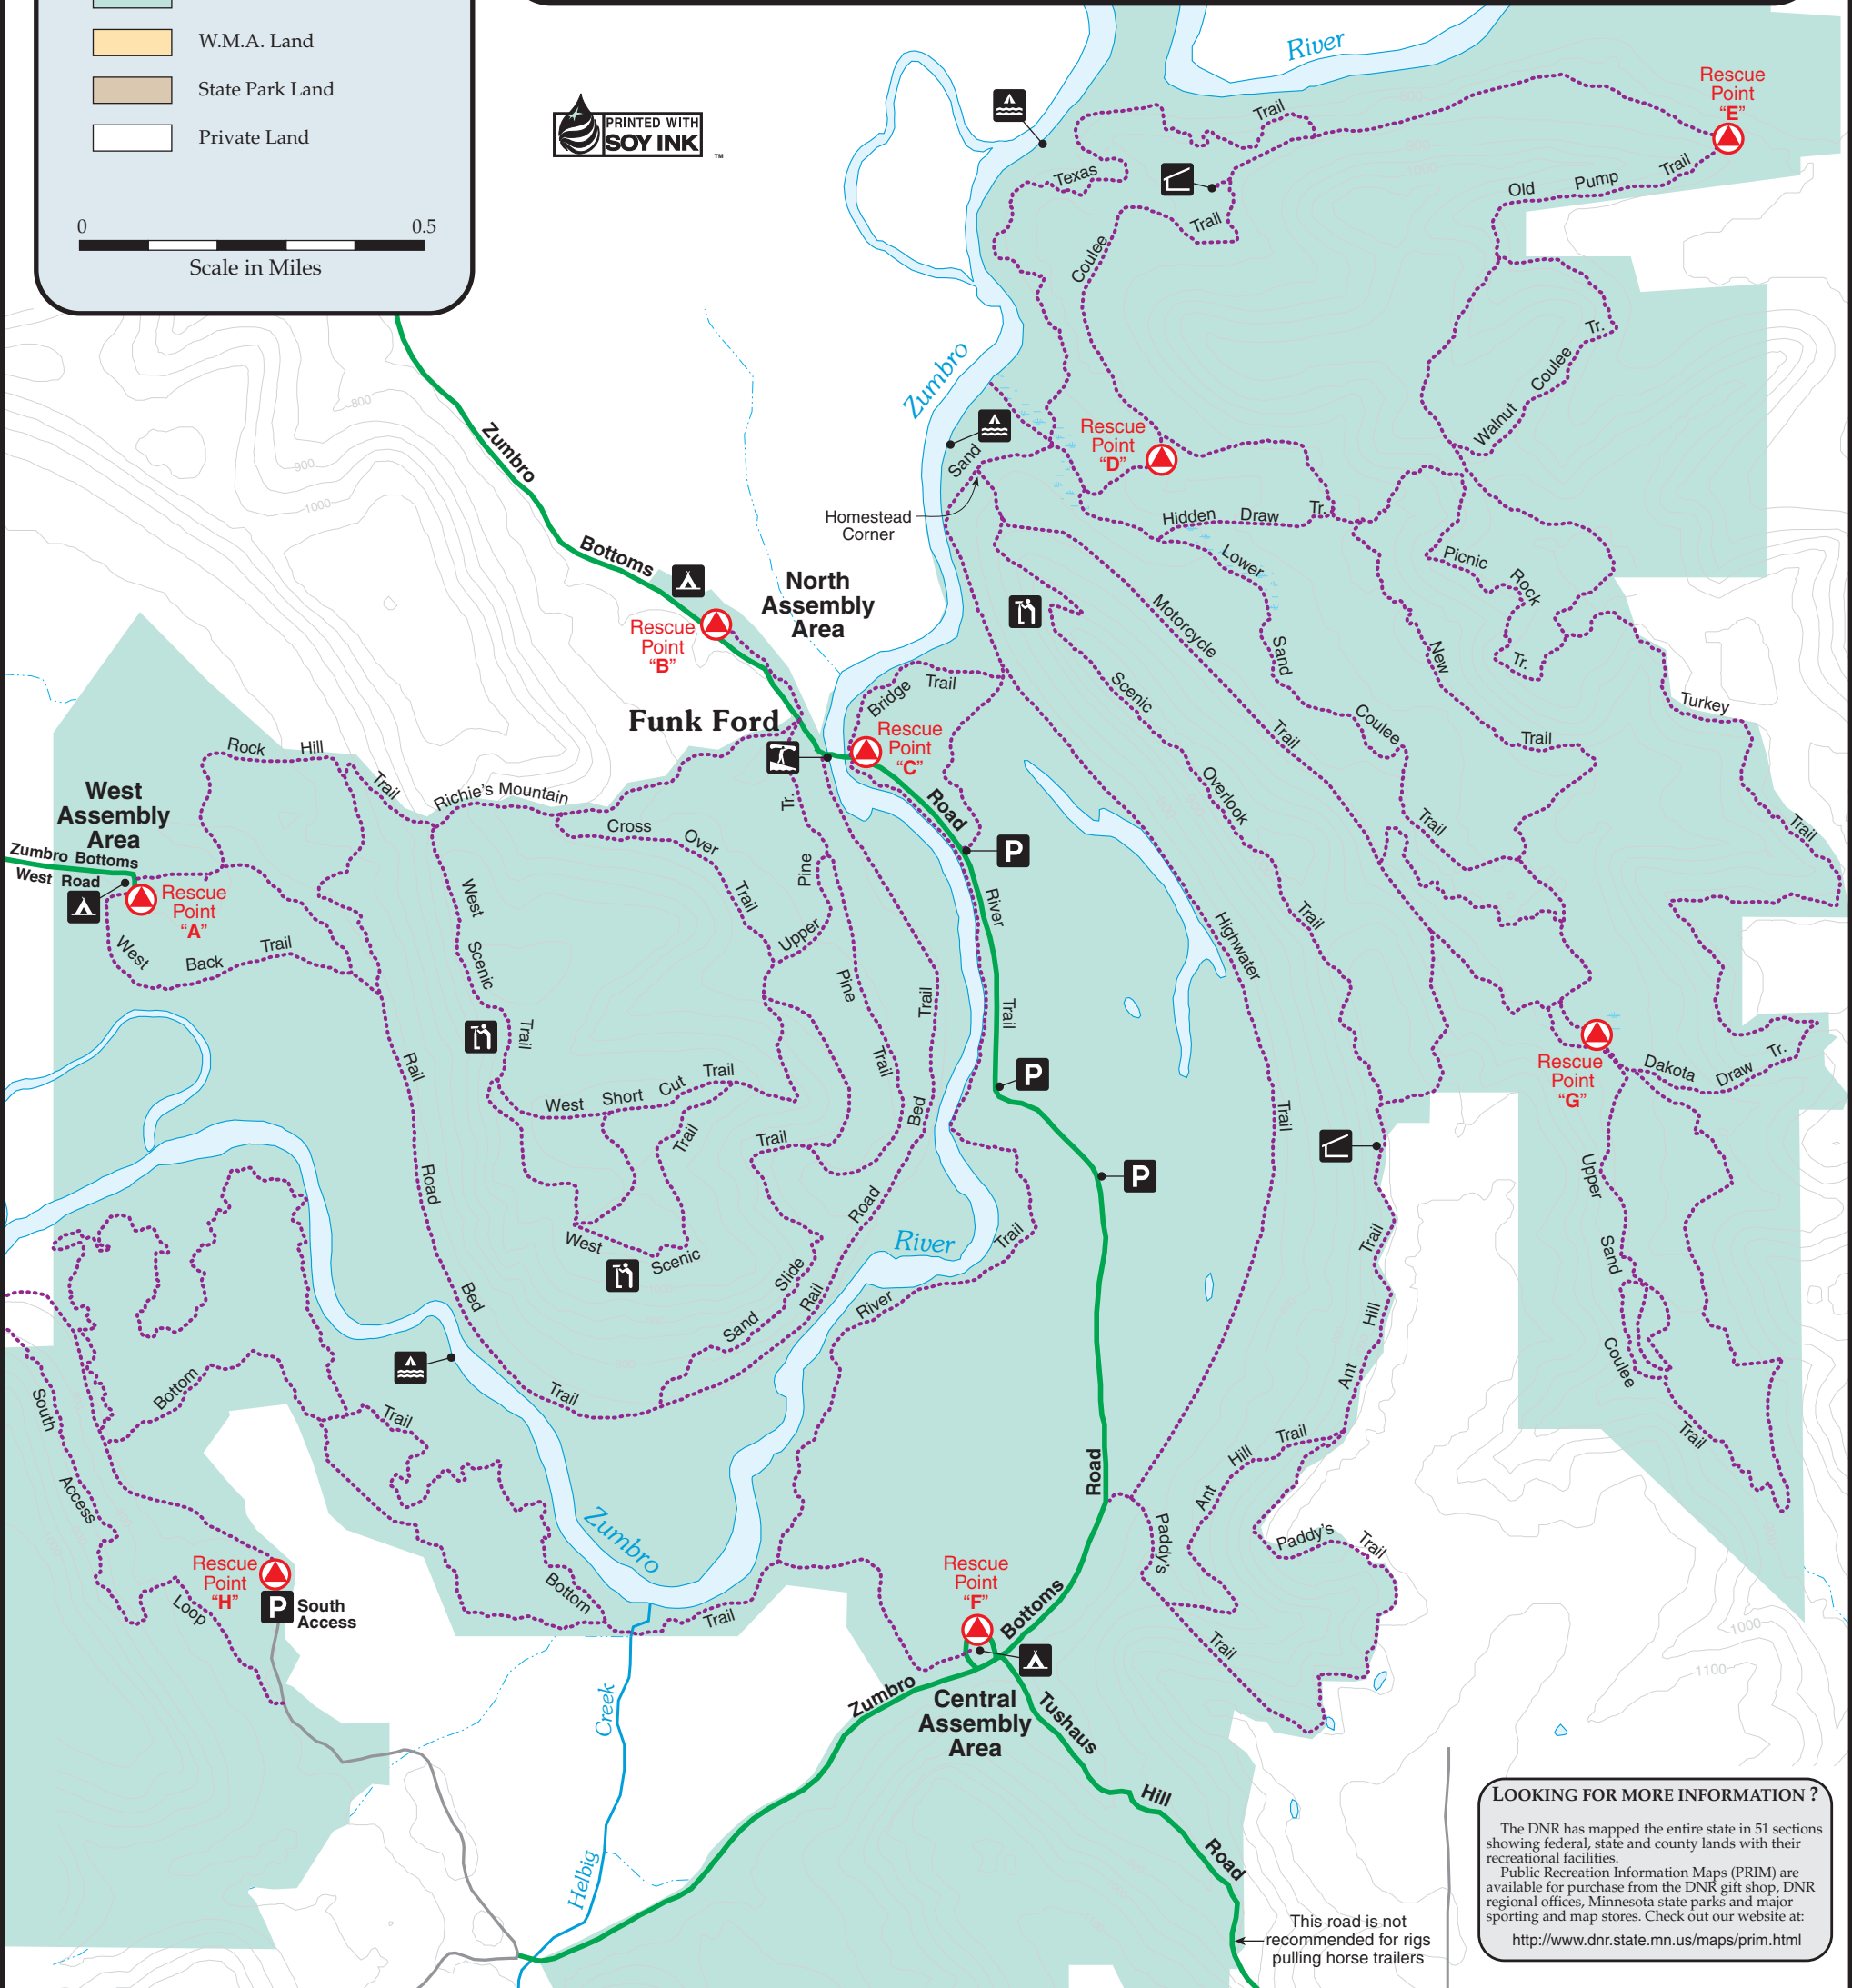 W.M.A. Land
State Park Land
Private Land
0 0.5
Scale in Miles
PRINTED WITH
SOY INK
™
River
Rescue
Point
“E”
Trail
Texas
Trail
Coulee
Old Pump Trail
Tr.
Coulee
Walnut
Zumbro
800
900
1000
800
600
Zumbro
Bottoms
Sand
Homestead
Corner
Rescue
Point
“D”
Hidden Draw Tr.
Lower
Sand
Coulee
Trail
Picnic
Rock
Tr.
Motorcycle
Trail
New
Trail
Turkey
Trail
North
Assembly
Area
Rescue
Point
“B”
Funk Ford
Bridge
Trail
Rescue
Point
“C”
Road
Scenic
Overlook
Trail
P
Rock Hill
Trail
Richie's Mountain
West
Assembly
Area
Zumbro Bottoms
West Road
Rescue
Point
“A”
West
Back
Trail
Cross
Over
Trail
Tr.
Pine
Upper
Pine
Trail
Trail
Bed
Road
Rail
West
Scenic
Trail
River
Trail
P
Highwater
Trail
Rescue
Point
“G”
Dakota
Draw
Tr.
Upper
Sand
Coulee
Trail
Rail
Road
Bed
Trail
West Short Cut Trail
Trail
West
Scenic
Trail
Slide
Sand
River
River
Trail
P
Trail
Hill
Ant
Ant
Hill
Trail
Road
Paddy's
Paddy's
Trail
Trail
South
Access
Loop
Bottom
Trail
Rescue
Point
“H”
P
South
Access
Zumbro
Bottom
Trail
Rescue
Point
“F”
Bottoms
Zumbro
Central
Assembly
Area
Tushaus
Hill
Road
Creek
Helbig
1000
1100
This road is not
recommended for rigs
pulling horse trailers
LOOKING FOR MORE INFORMATION ?
The DNR has mapped the entire state in 51 sections
showing federal, state and county lands with their
recreational facilities.
Public Recreation Information Maps (PRIM) are
available for purchase from the DNR gift shop, DNR
regional offices, Minnesota state parks and major
sporting and map stores. Check out our website at:
http://www.dnr.state.mn.us/maps/prim.html